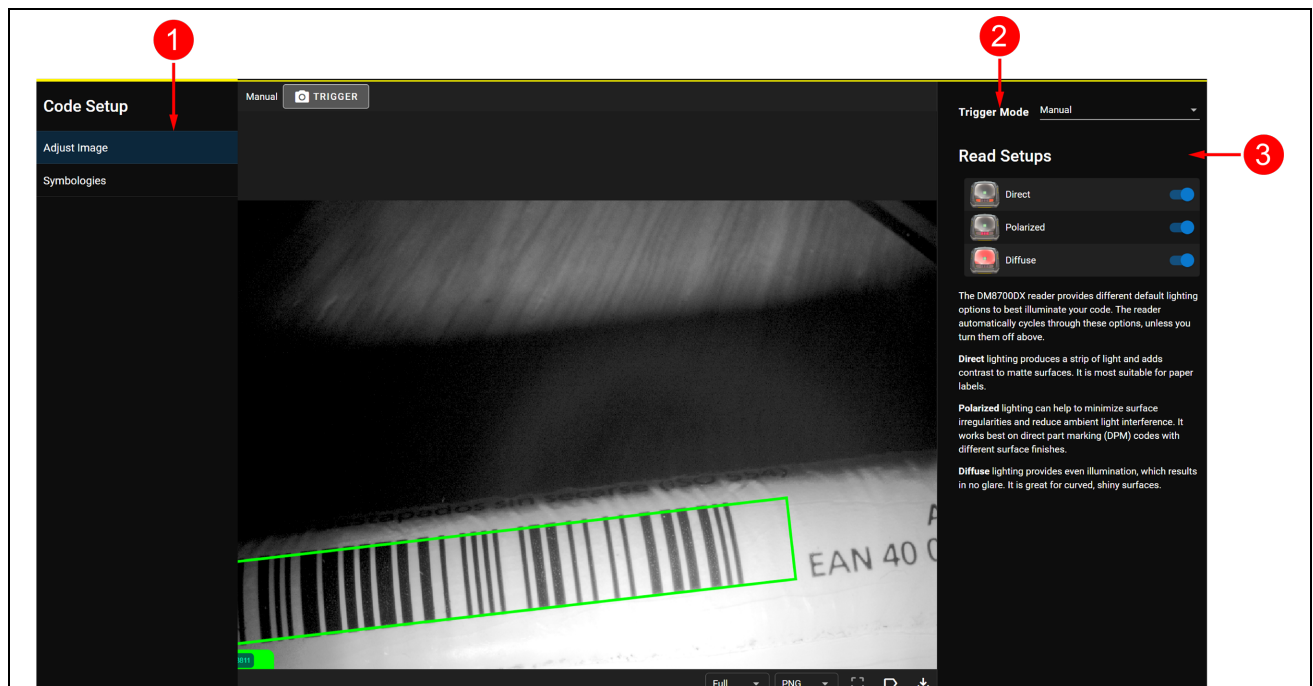 1
2
Code Setup
Manual TRIGGER
Trigger Mode Manual
Adjust Image
Read Setups
3
Symbologies
Direct
Polarized
Diffuse
The DM8700DX reader provides different default lighting
options to best illuminate your code. The reader
automatically cycles through these options, unless you
turn them off above.
Direct lighting produces a strip of light and adds
contrast to matte surfaces. It is most suitable for paper
labels.
Polarized lighting can help to minimize surface
irregularities and reduce ambient light interference. It
works best on direct part marking (DPM) codes with
different surface finishes.
Diffuse lighting provides even illumination, which results
in no glare. It is great for curved, shiny surfaces.
EAN 40 0
Full PNG